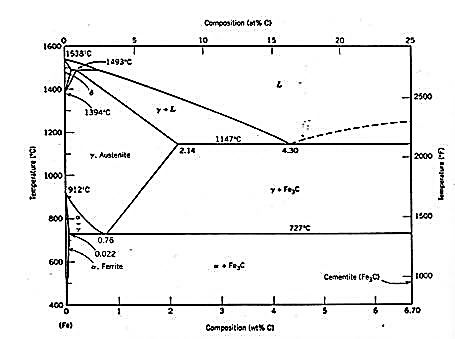 Composition (at% C)
0 5 10 15 20 25
1600
1538°C
1493°C
L
δ
γ + L
1400
1394°C
2500
1200
1147°C
2.14
4.30
2000
γ, Austenite
1000
Temperature (°C)
Temperature (°F)
γ + Fe₃C
912°C
800
α
+
γ
1500
727°C
0.76
0.022
600
α, Ferrite
α + Fe₃C
Cementite (Fe₃C)
1000
400
0 1 2 3 4 5 6 6.70
(Fe)
Composition (wt% C)